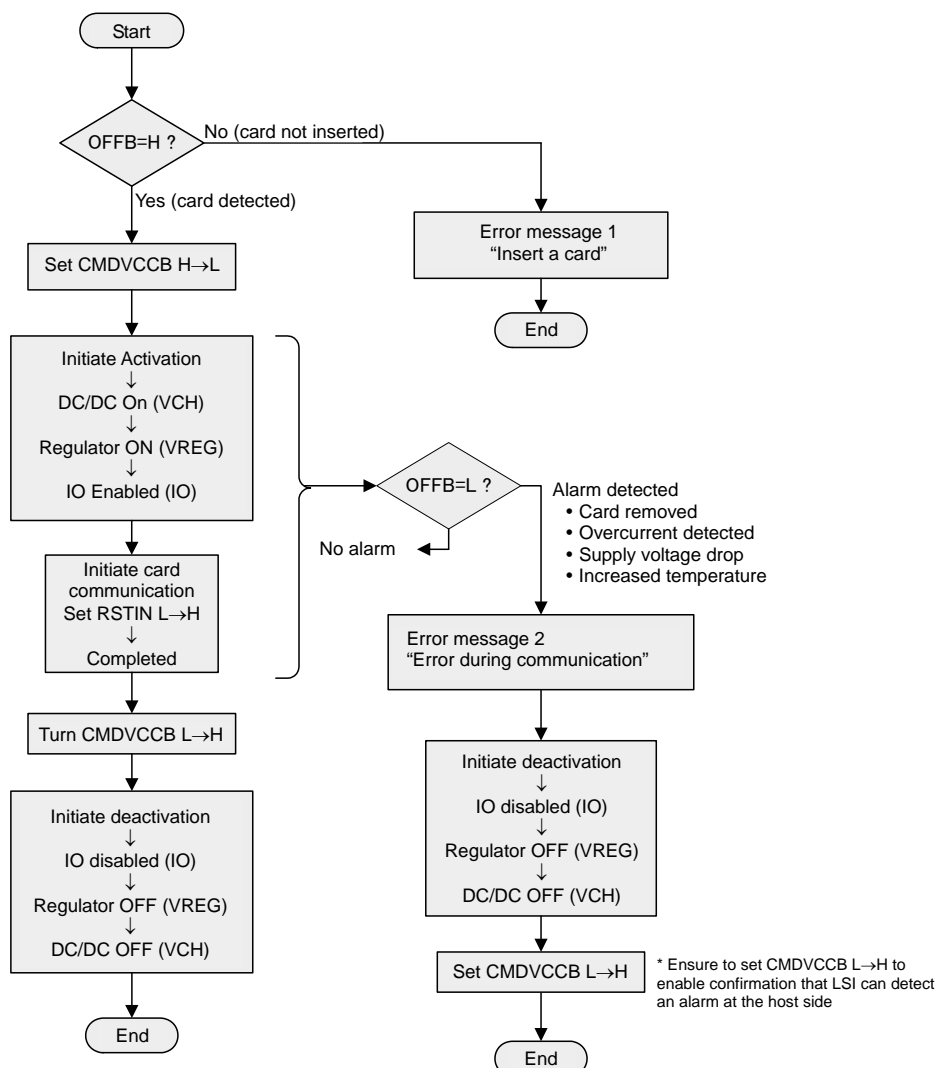 Start
OFFB=H ?
No (card not inserted)
Yes (card detected)
Error message 1
“Insert a card”
End
Set CMDVCCB H→L
Initiate Activation
↓
DC/DC On (VCH)
↓
Regulator ON (VREG)
↓
IO Enabled (IO)
Initiate card
communication
Set RSTIN L→H
↓
Completed
OFFB=L ?
No alarm
Alarm detected
• Card removed
• Overcurrent detected
• Supply voltage drop
• Increased temperature
Error message 2
“Error during communication”
Turn CMDVCCB L→H
Initiate deactivation
↓
IO disabled (IO)
↓
Regulator OFF (VREG)
↓
DC/DC OFF (VCH)
End
Initiate deactivation
↓
IO disabled (IO)
↓
Regulator OFF (VREG)
↓
DC/DC OFF (VCH)
Set CMDVCCB L→H
* Ensure to set CMDVCCB L→H to
enable confirmation that LSI can detect
an alarm at the host side
End